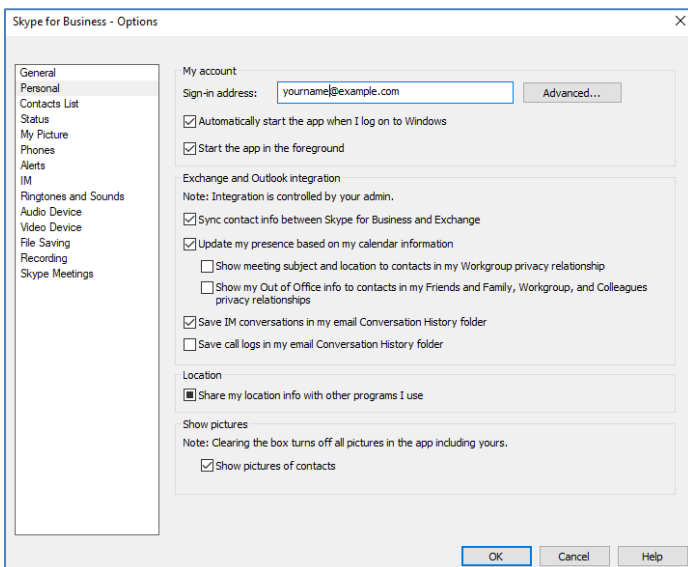 Skype for Business - Options
General
Personal
Contacts List
Status
My Picture
Phones
Alerts
IM
Ringtones and Sounds
Audio Device
Video Device
File Saving
Recording
Skype Meetings
My account
Sign-in address:
yourname@example.com
Advanced...
Automatically start the app when I log on to Windows
Start the app in the foreground
Exchange and Outlook integration
Note: Integration is controlled by your admin.
Sync contact info between Skype for Business and Exchange
Update my presence based on my calendar information
Show meeting subject and location to contacts in my Workgroup privacy relationship
Show my Out of Office info to contacts in my Friends and Family, Workgroup, and Colleagues
privacy relationships
Save IM conversations in my email Conversation History folder
Save call logs in my email Conversation History folder
Location
Share my location info with other programs I use
Show pictures
Note: Clearing the box turns off all pictures in the app including yours.
Show pictures of contacts
OK
Cancel
Help